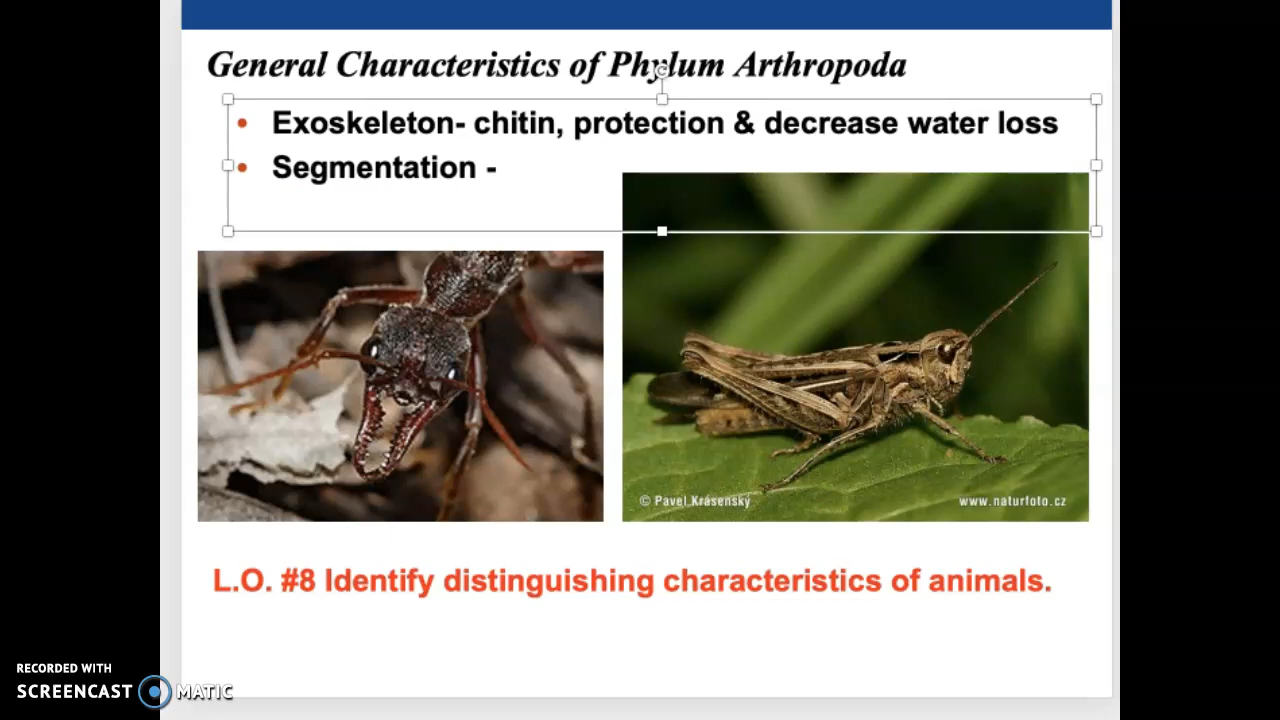 General Characteristics of Phylum Arthropoda
• Exoskeleton- chitin, protection & decrease water loss
• Segmentation -
© Pavel Krásenský
www.naturfoto.cz
L.O. #8 Identify distinguishing characteristics of animals.
RECORDED WITH
SCREENCAST MATIC